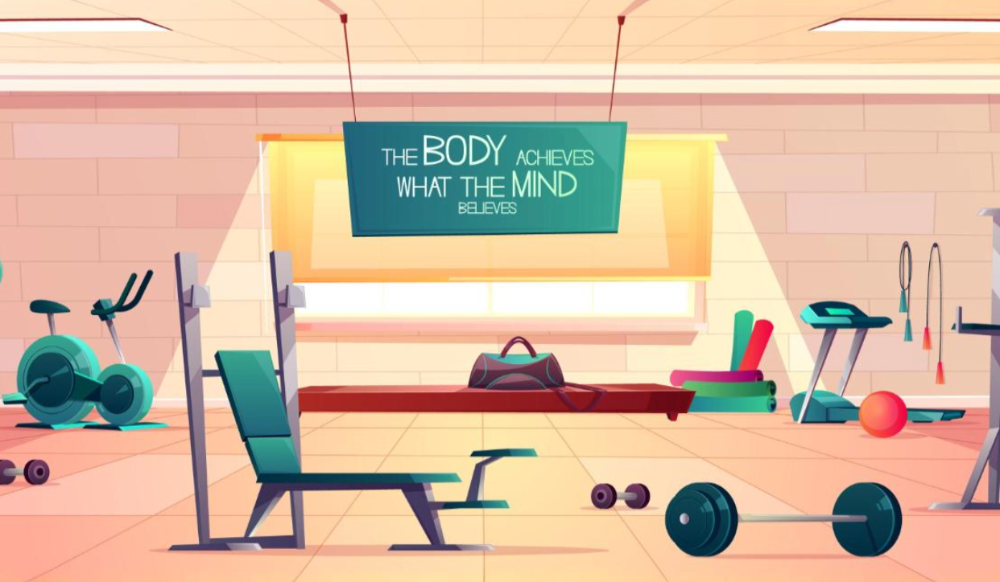 THE BODY ACHIEVES
WHAT THE MIND
BELIEVES